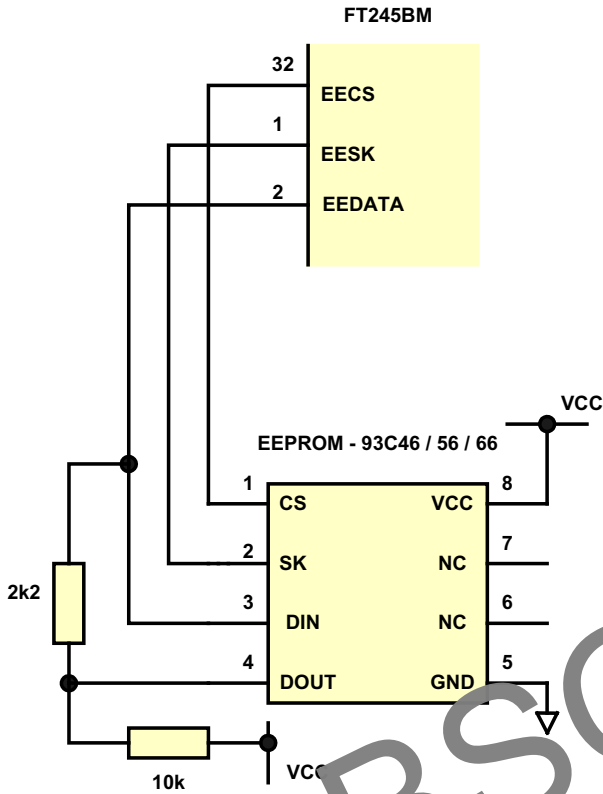 FT245BM
32
EECS
1
EESK
2
EEDATA
VCC
EEPROM - 93C46 / 56 / 66
1
CS
VCC
8
2
SK
NC
7
3
DIN
NC
6
4
DOUT
GND
5
2k2
10k
VCC